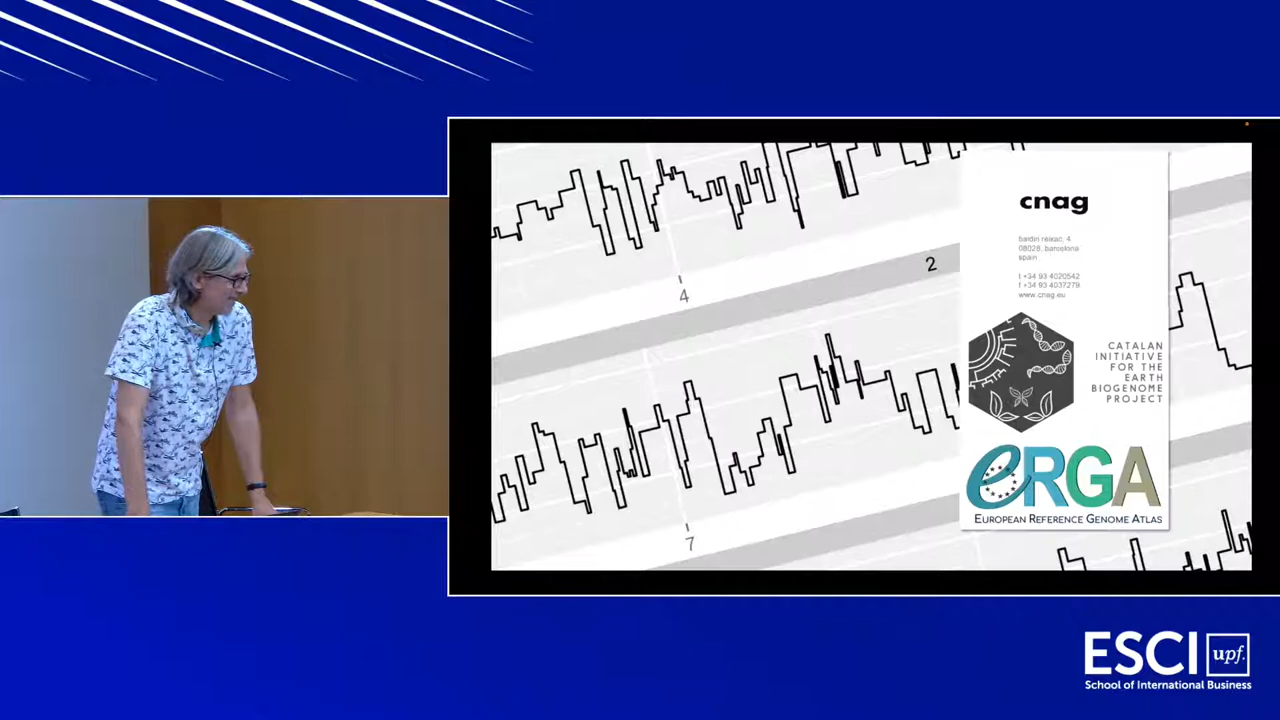 4
2
7
cnag
baldiri reixac, 4
08028, barcelona
spain
t +34 93 4020542
f +34 93 4037279
www.cnag.eu
CATALAN
INITIATIVE
FOR THE
EARTH
BIOGENOME
PROJECT
eRGA
EUROPEAN REFERENCE GENOME ATLAS
ESCI upf.
School of International Business